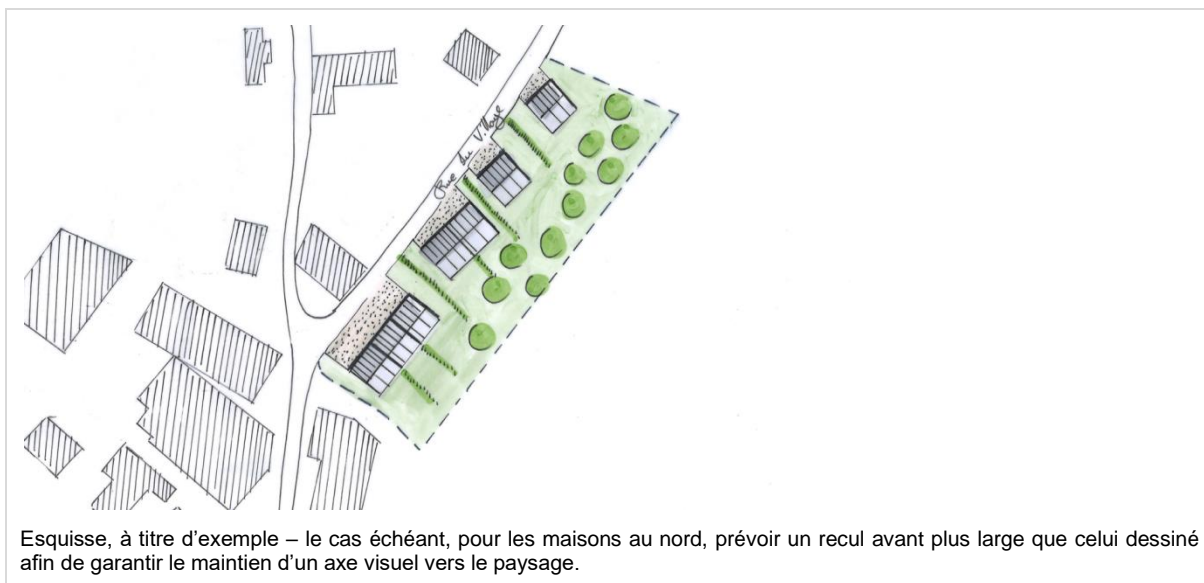 Rue du Village
Esquisse, à titre d’exemple – le cas échéant, pour les maisons au nord, prévoir un recul avant plus large que celui dessiné
afin de garantir le maintien d’un axe visuel vers le paysage.